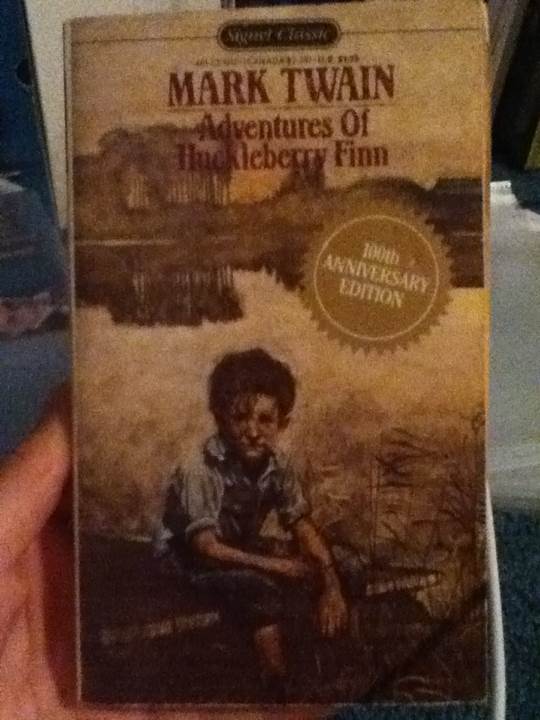 Signet Classic
MARK TWAIN
Adventures Of
Huckleberry Finn
100th
ANNIVERSARY
EDITION